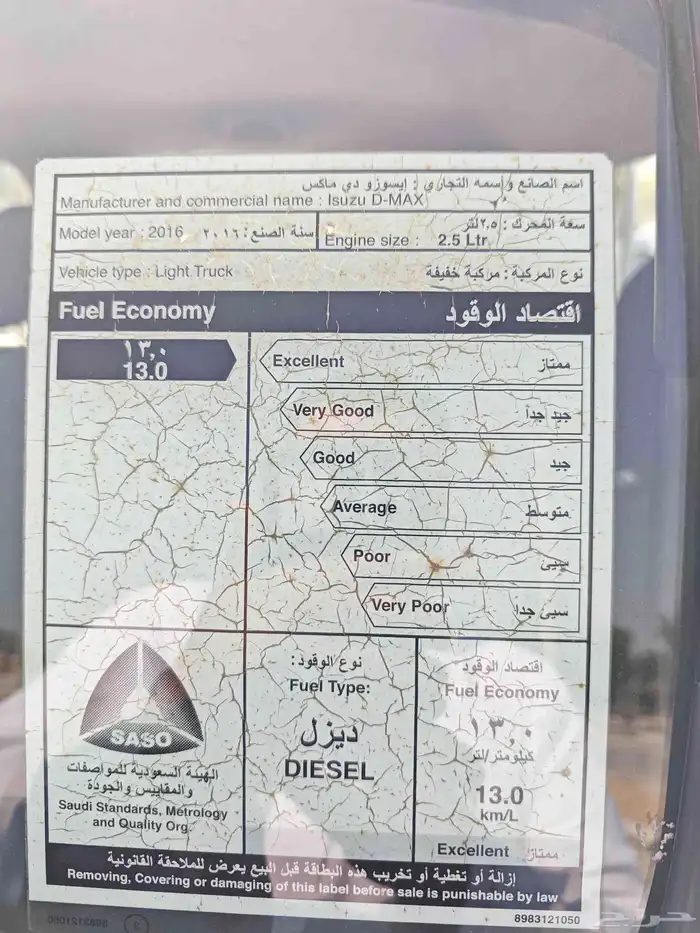 اسم الصانع وإسمه التجاري : إيسوزو دي ماكس
Manufacturer and commercial name : Isuzu D-MAX
Model year : 2016 سنة الصنع: ٢٠١٦
سعة المحرك : ٢،٥لتر
Engine size : 2.5 Ltr
Vehicle type : Light Truck نوع المركبة : مركبة خفيفة
Fuel Economy اقتصاد الوقود
١٣,٠
13.0
Excellent ممتاز
Very Good جيد جداً
Good جيد
Average متوسط
Poor سيئ
Very Poor سيئ جدا
SASO
الهيئة السعودية للمواصفات
والمقاييس والجودة
Saudi Standards, Metrology
and Quality Org.
نوع الوقود:
Fuel Type:
ديزل
DIESEL
اقتصاد الوقود
Fuel Economy
١٣,٠
كيلومتر/لتر
13.0
km/L
Excellent ممتاز
إزالة أو تغطية أو تخريب هذه البطاقة قبل البيع يعرض للملاحقة القانونية
Removing, Covering or damaging of this label before sale is punishable by law
8983121050
حراج